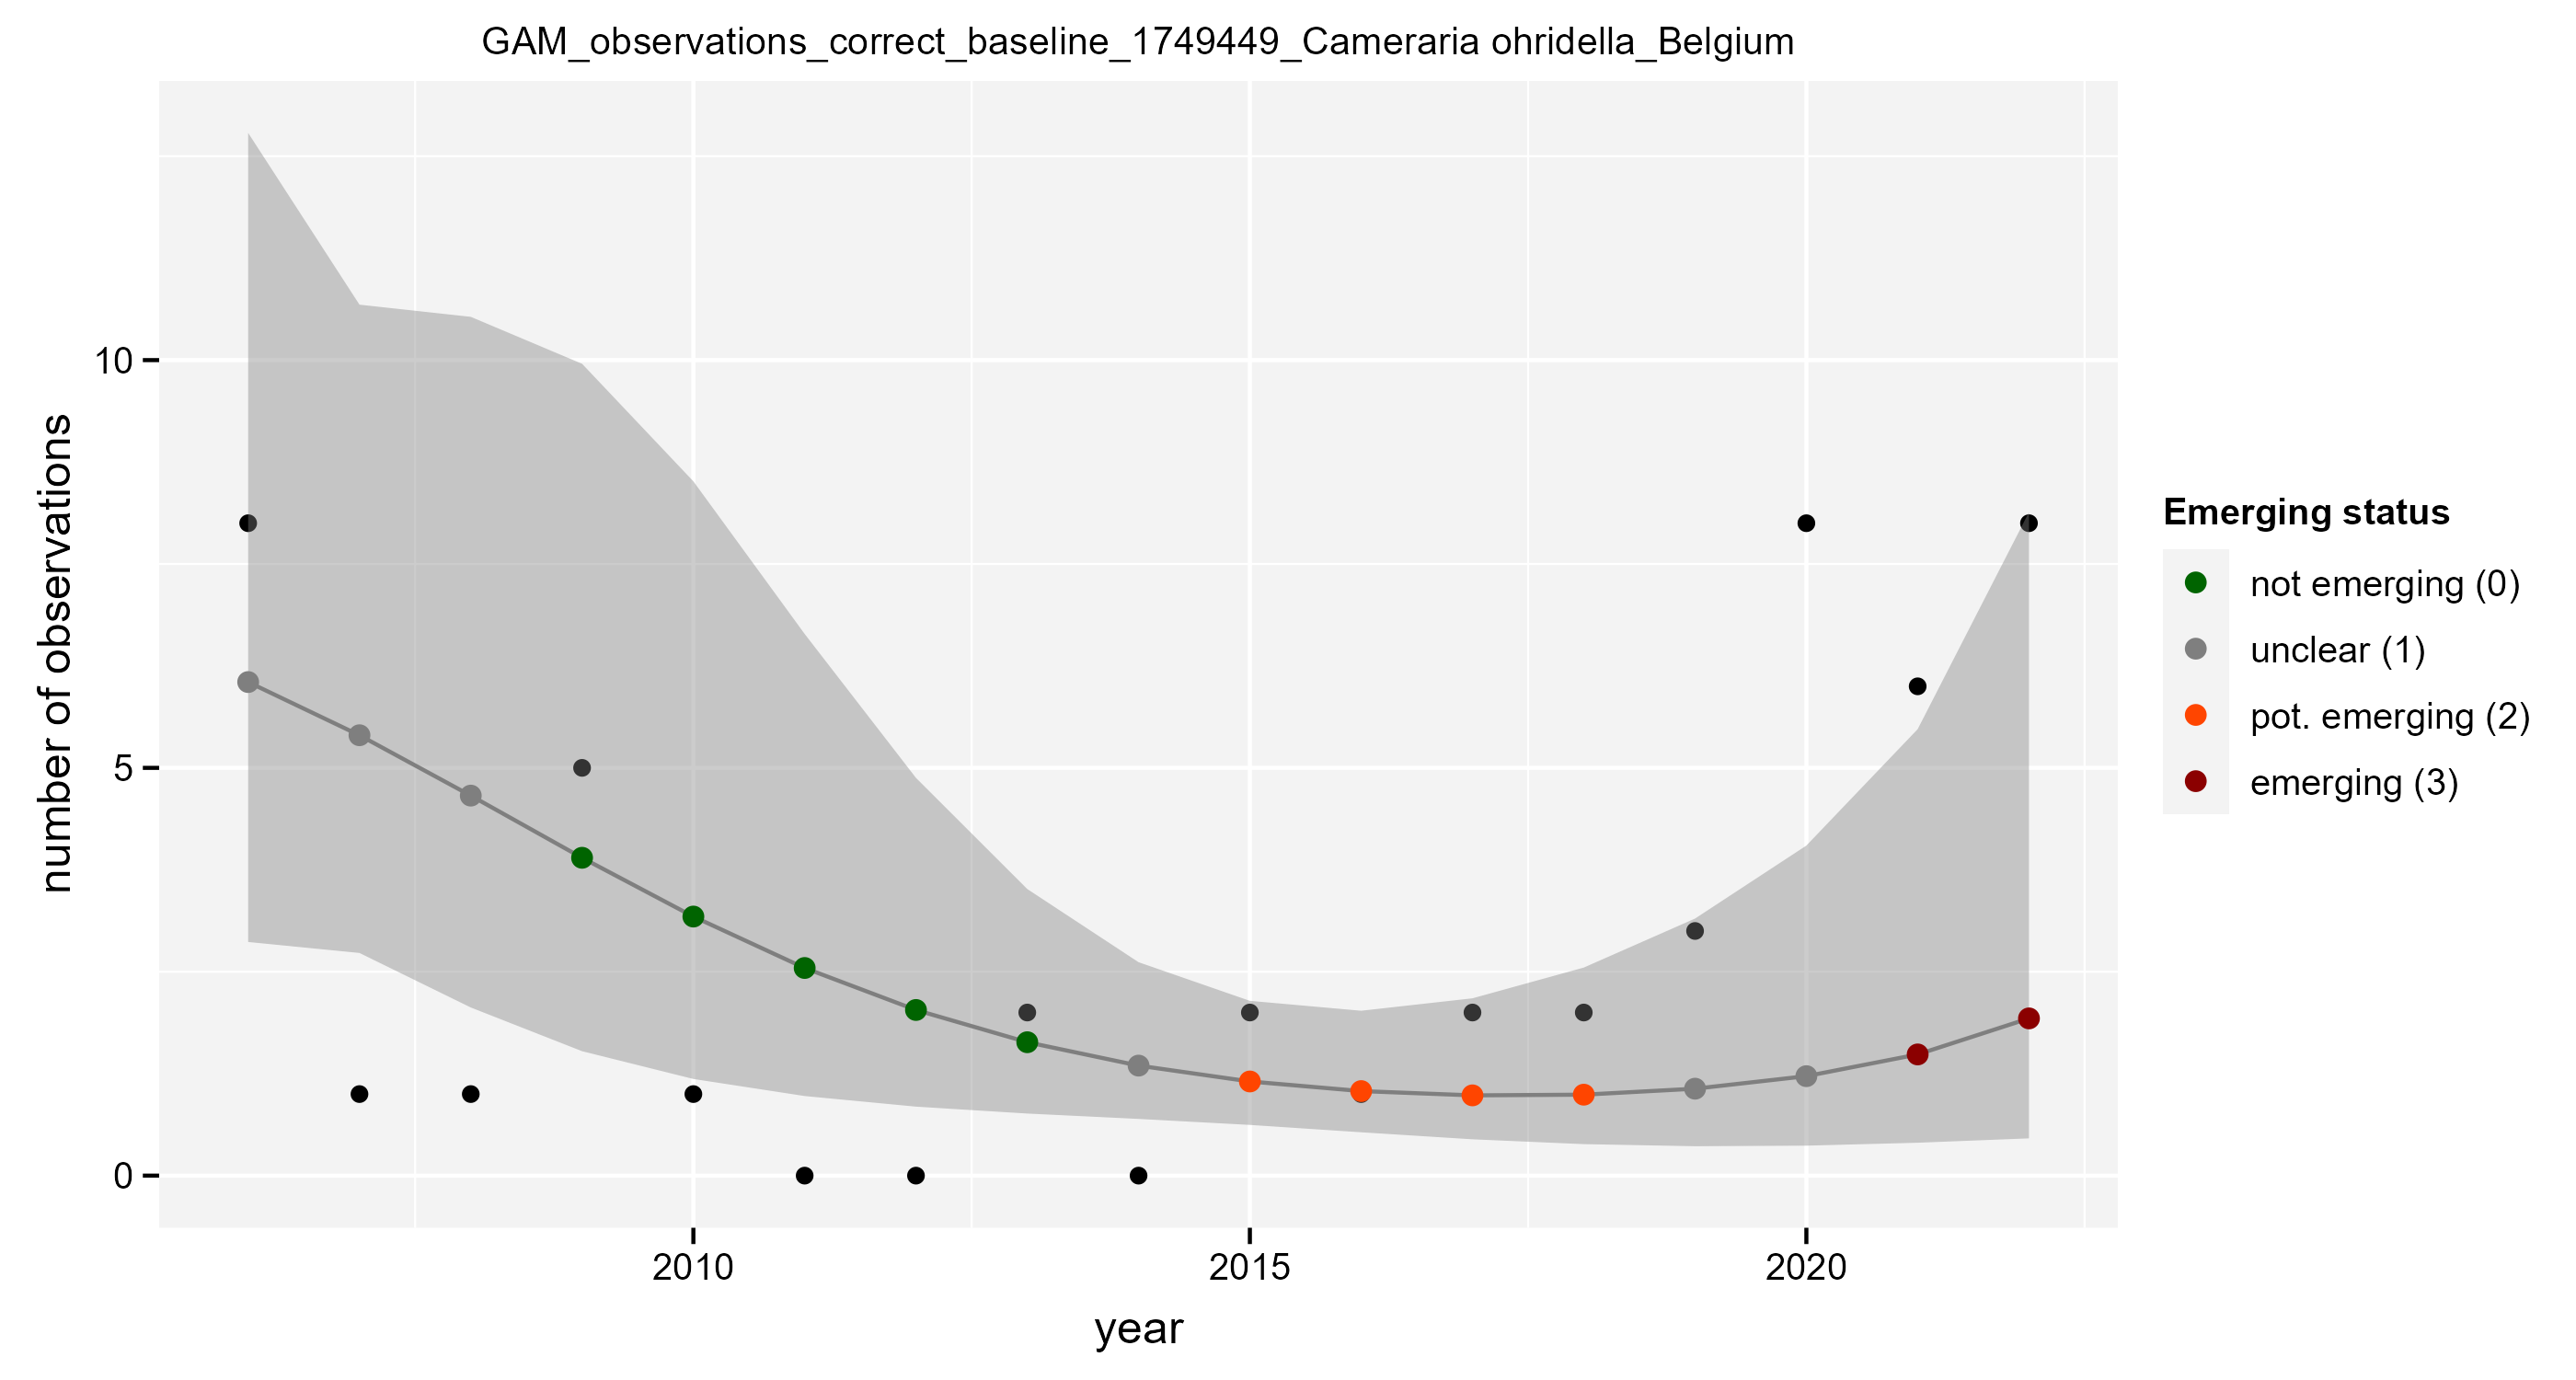 GAM_observations_correct_baseline_1749449_Cameraria ohridella_Belgium
number of observations
10
5
0
2010
2015
2020
year
Emerging status
not emerging (0)
unclear (1)
pot. emerging (2)
emerging (3)